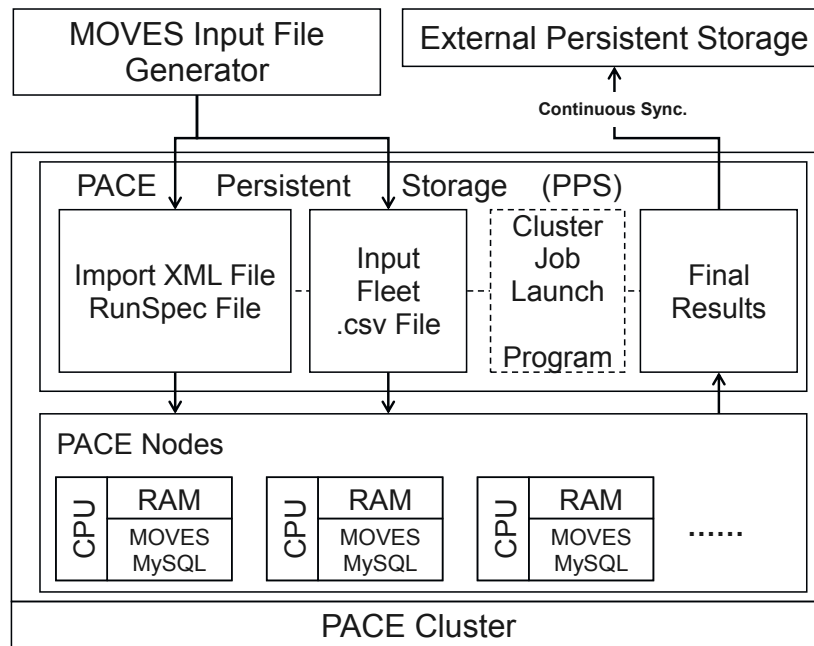 MOVES Input File
Generator
External Persistent Storage
Continuous Sync.
PACE Persistent Storage (PPS)
Import XML File
RunSpec File
Input
Fleet
.csv File
Cluster
Job
Launch
Program
Final
Results
PACE Nodes
CPU
RAM
MOVES
MySQL
CPU
RAM
MOVES
MySQL
CPU
RAM
MOVES
MySQL
......
PACE Cluster